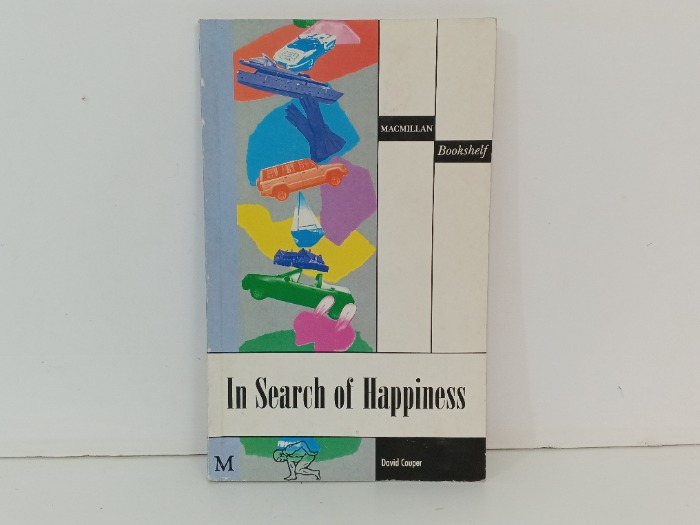 MACMILLAN
Bookshelf
In Search of Happiness
M
David Couper